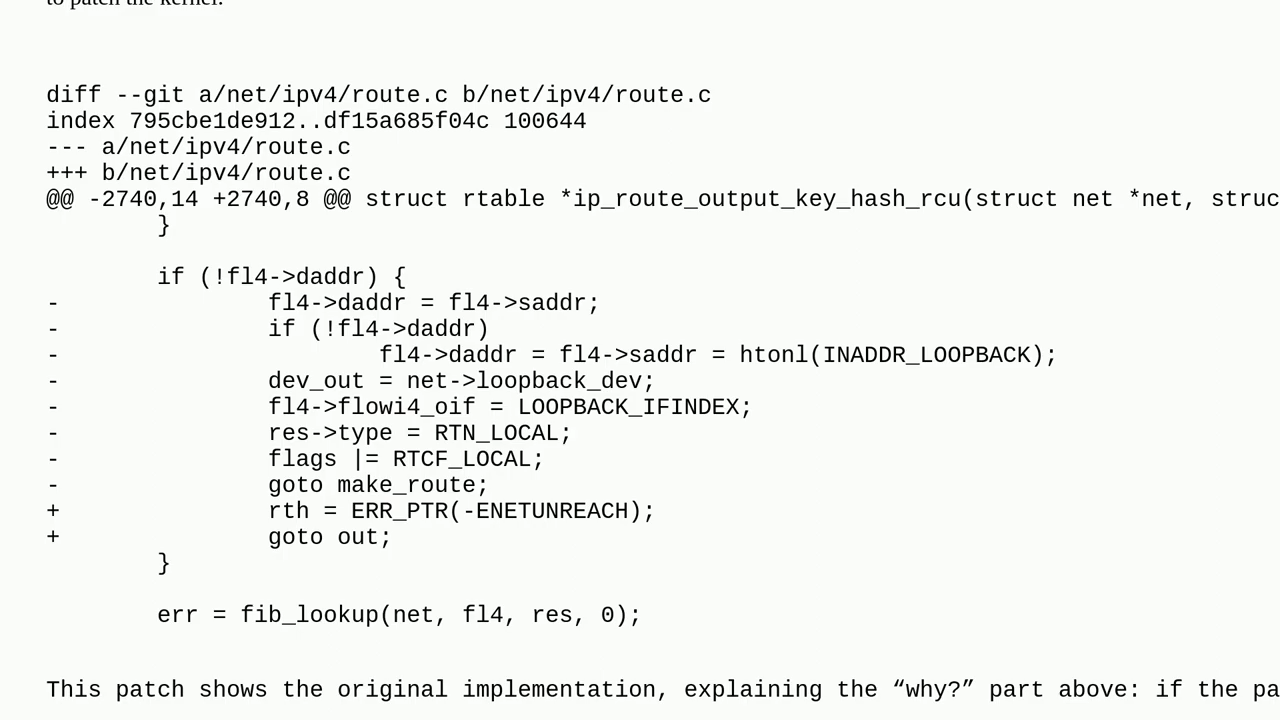 to patch the kernel.
diff --git a/net/ipv4/route.c b/net/ipv4/route.c
index 795cbe1de912..df15a685f04c 100644
--- a/net/ipv4/route.c
+++ b/net/ipv4/route.c
@@ -2740,14 +2740,8 @@ struct rtable *ip_route_output_key_hash_rcu(struct net *net, struc
        }
        if (!fl4->daddr) {
-               fl4->daddr = fl4->saddr;
-               if (!fl4->daddr)
-                       fl4->daddr = fl4->saddr = htonl(INADDR_LOOPBACK);
-               dev_out = net->loopback_dev;
-               fl4->flowi4_oif = LOOPBACK_IFINDEX;
-               res->type = RTN_LOCAL;
-               flags |= RTCF_LOCAL;
-               goto make_route;
+               rth = ERR_PTR(-ENETUNREACH);
+               goto out;
        }
        err = fib_lookup(net, fl4, res, 0);
This patch shows the original implementation, explaining the “why?” part above: if the pa